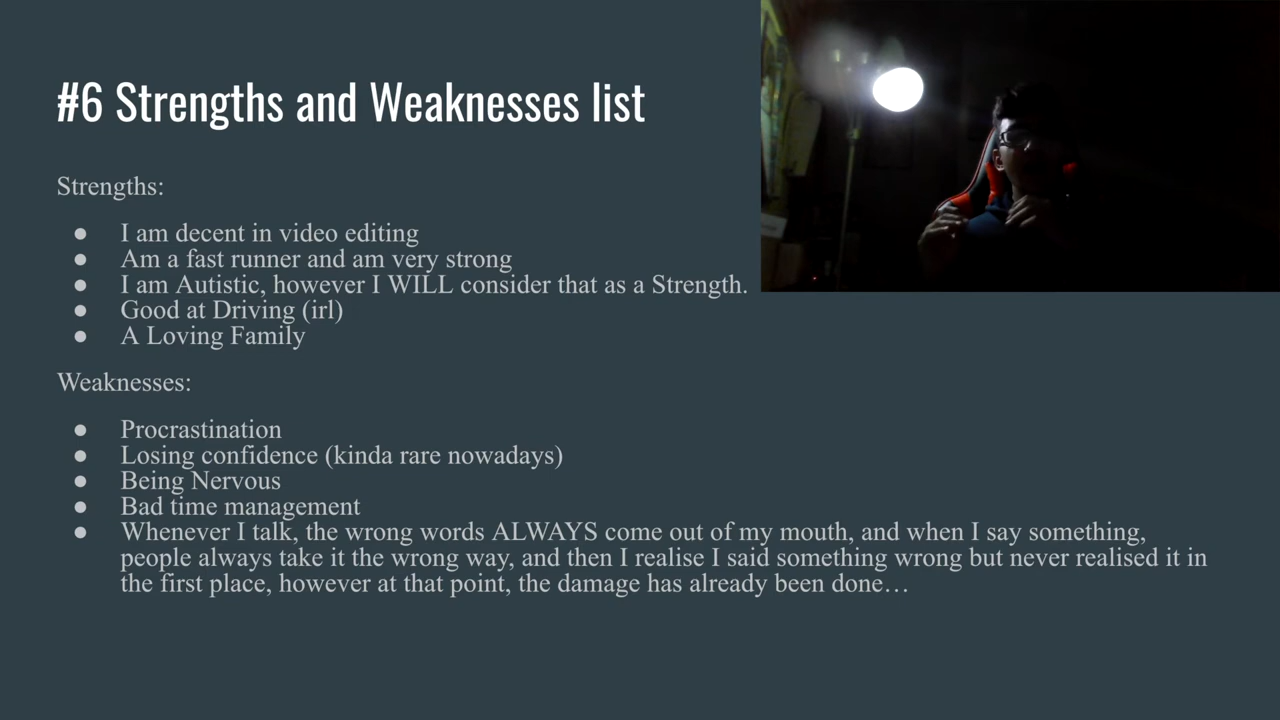 #6 Strengths and Weaknesses list
Strengths:
● I am decent in video editing
● Am a fast runner and am very strong
● I am Autistic, however I WILL consider that as a Strength.
● Good at Driving (irl)
● A Loving Family
Weaknesses:
● Procrastination
● Losing confidence (kinda rare nowadays)
● Being Nervous
● Bad time management
● Whenever I talk, the wrong words ALWAYS come out of my mouth, and when I say something,
people always take it the wrong way, and then I realise I said something wrong but never realised it in
the first place, however at that point, the damage has already been done…